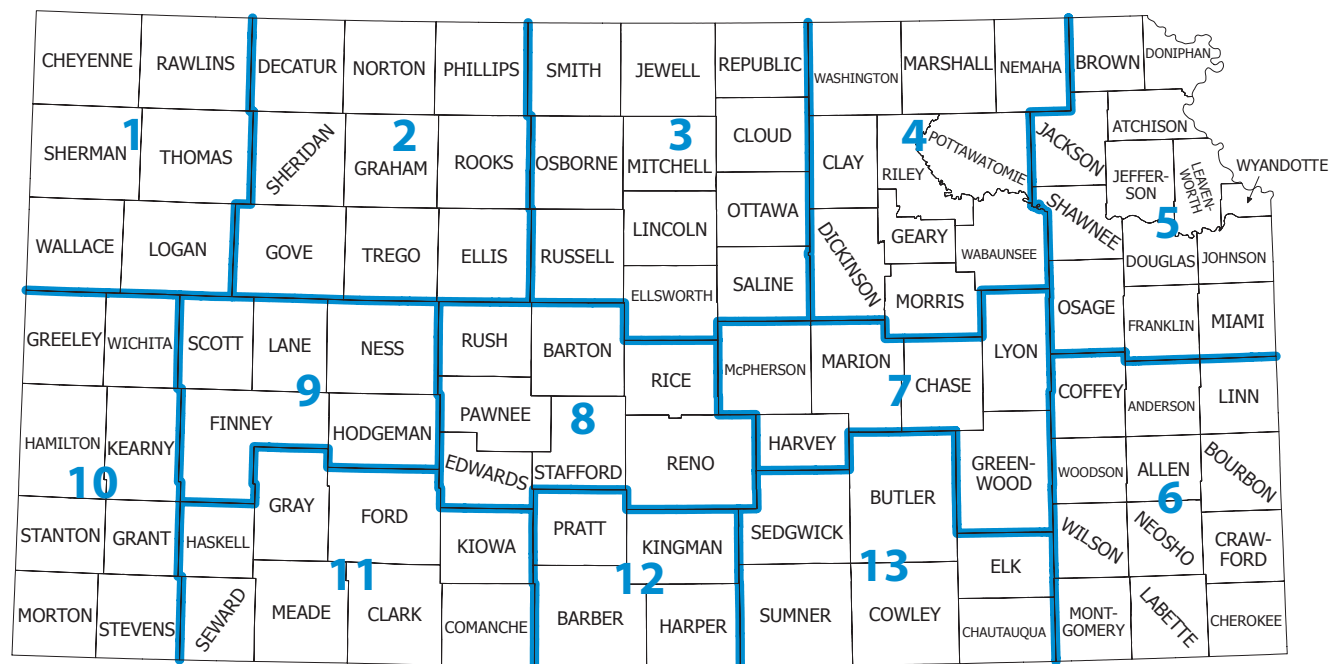 CHEYENNE
RAWLINS
DECATUR
NORTON
PHILLIPS
SMITH
JEWELL
REPUBLIC
WASHINGTON
MARSHALL
NEMAHA
BROWN
DONIPHAN
SHERMAN
1
THOMAS
SHERIDAN
2
GRAHAM
ROOKS
OSBORNE
3
MITCHELL
CLOUD
CLAY
4
RILEY
POTTAWATOMIE
JACKSON
ATCHISON
JEFFER-
SON
LEAVEN-
WORTH
WYANDOTTE
WALLACE
LOGAN
GOVE
TREGO
ELLIS
RUSSELL
LINCOLN
OTTAWA
DICKINSON
GEARY
WABAUNSEE
SHAWNEE
5
DOUGLAS
JOHNSON
ELLSWORTH
SALINE
MORRIS
OSAGE
FRANKLIN
MIAMI
GREELEY
WICHITA
SCOTT
LANE
NESS
RUSH
BARTON
RICE
McPHERSON
MARION
7
CHASE
LYON
COFFEY
ANDERSON
LINN
9
HAMILTON
KEARNY
10
FINNEY
HODGEMAN
PAWNEE
8
EDWARDS
STAFFORD
RENO
HARVEY
BUTLER
GREEN-
WOOD
WOODSON
ALLEN
6
BOURBON
STANTON
GRANT
HASKELL
GRAY
FORD
KIOWA
PRATT
KINGMAN
SEDGWICK
13
ELK
WILSON
NEOSHO
CRAW-
FORD
11
12
MORTON
STEVENS
SEWARD
MEADE
CLARK
COMANCHE
BARBER
HARPER
SUMNER
COWLEY
CHAUTAUQUA
MONT-
GOMERY
LABETTE
CHEROKEE